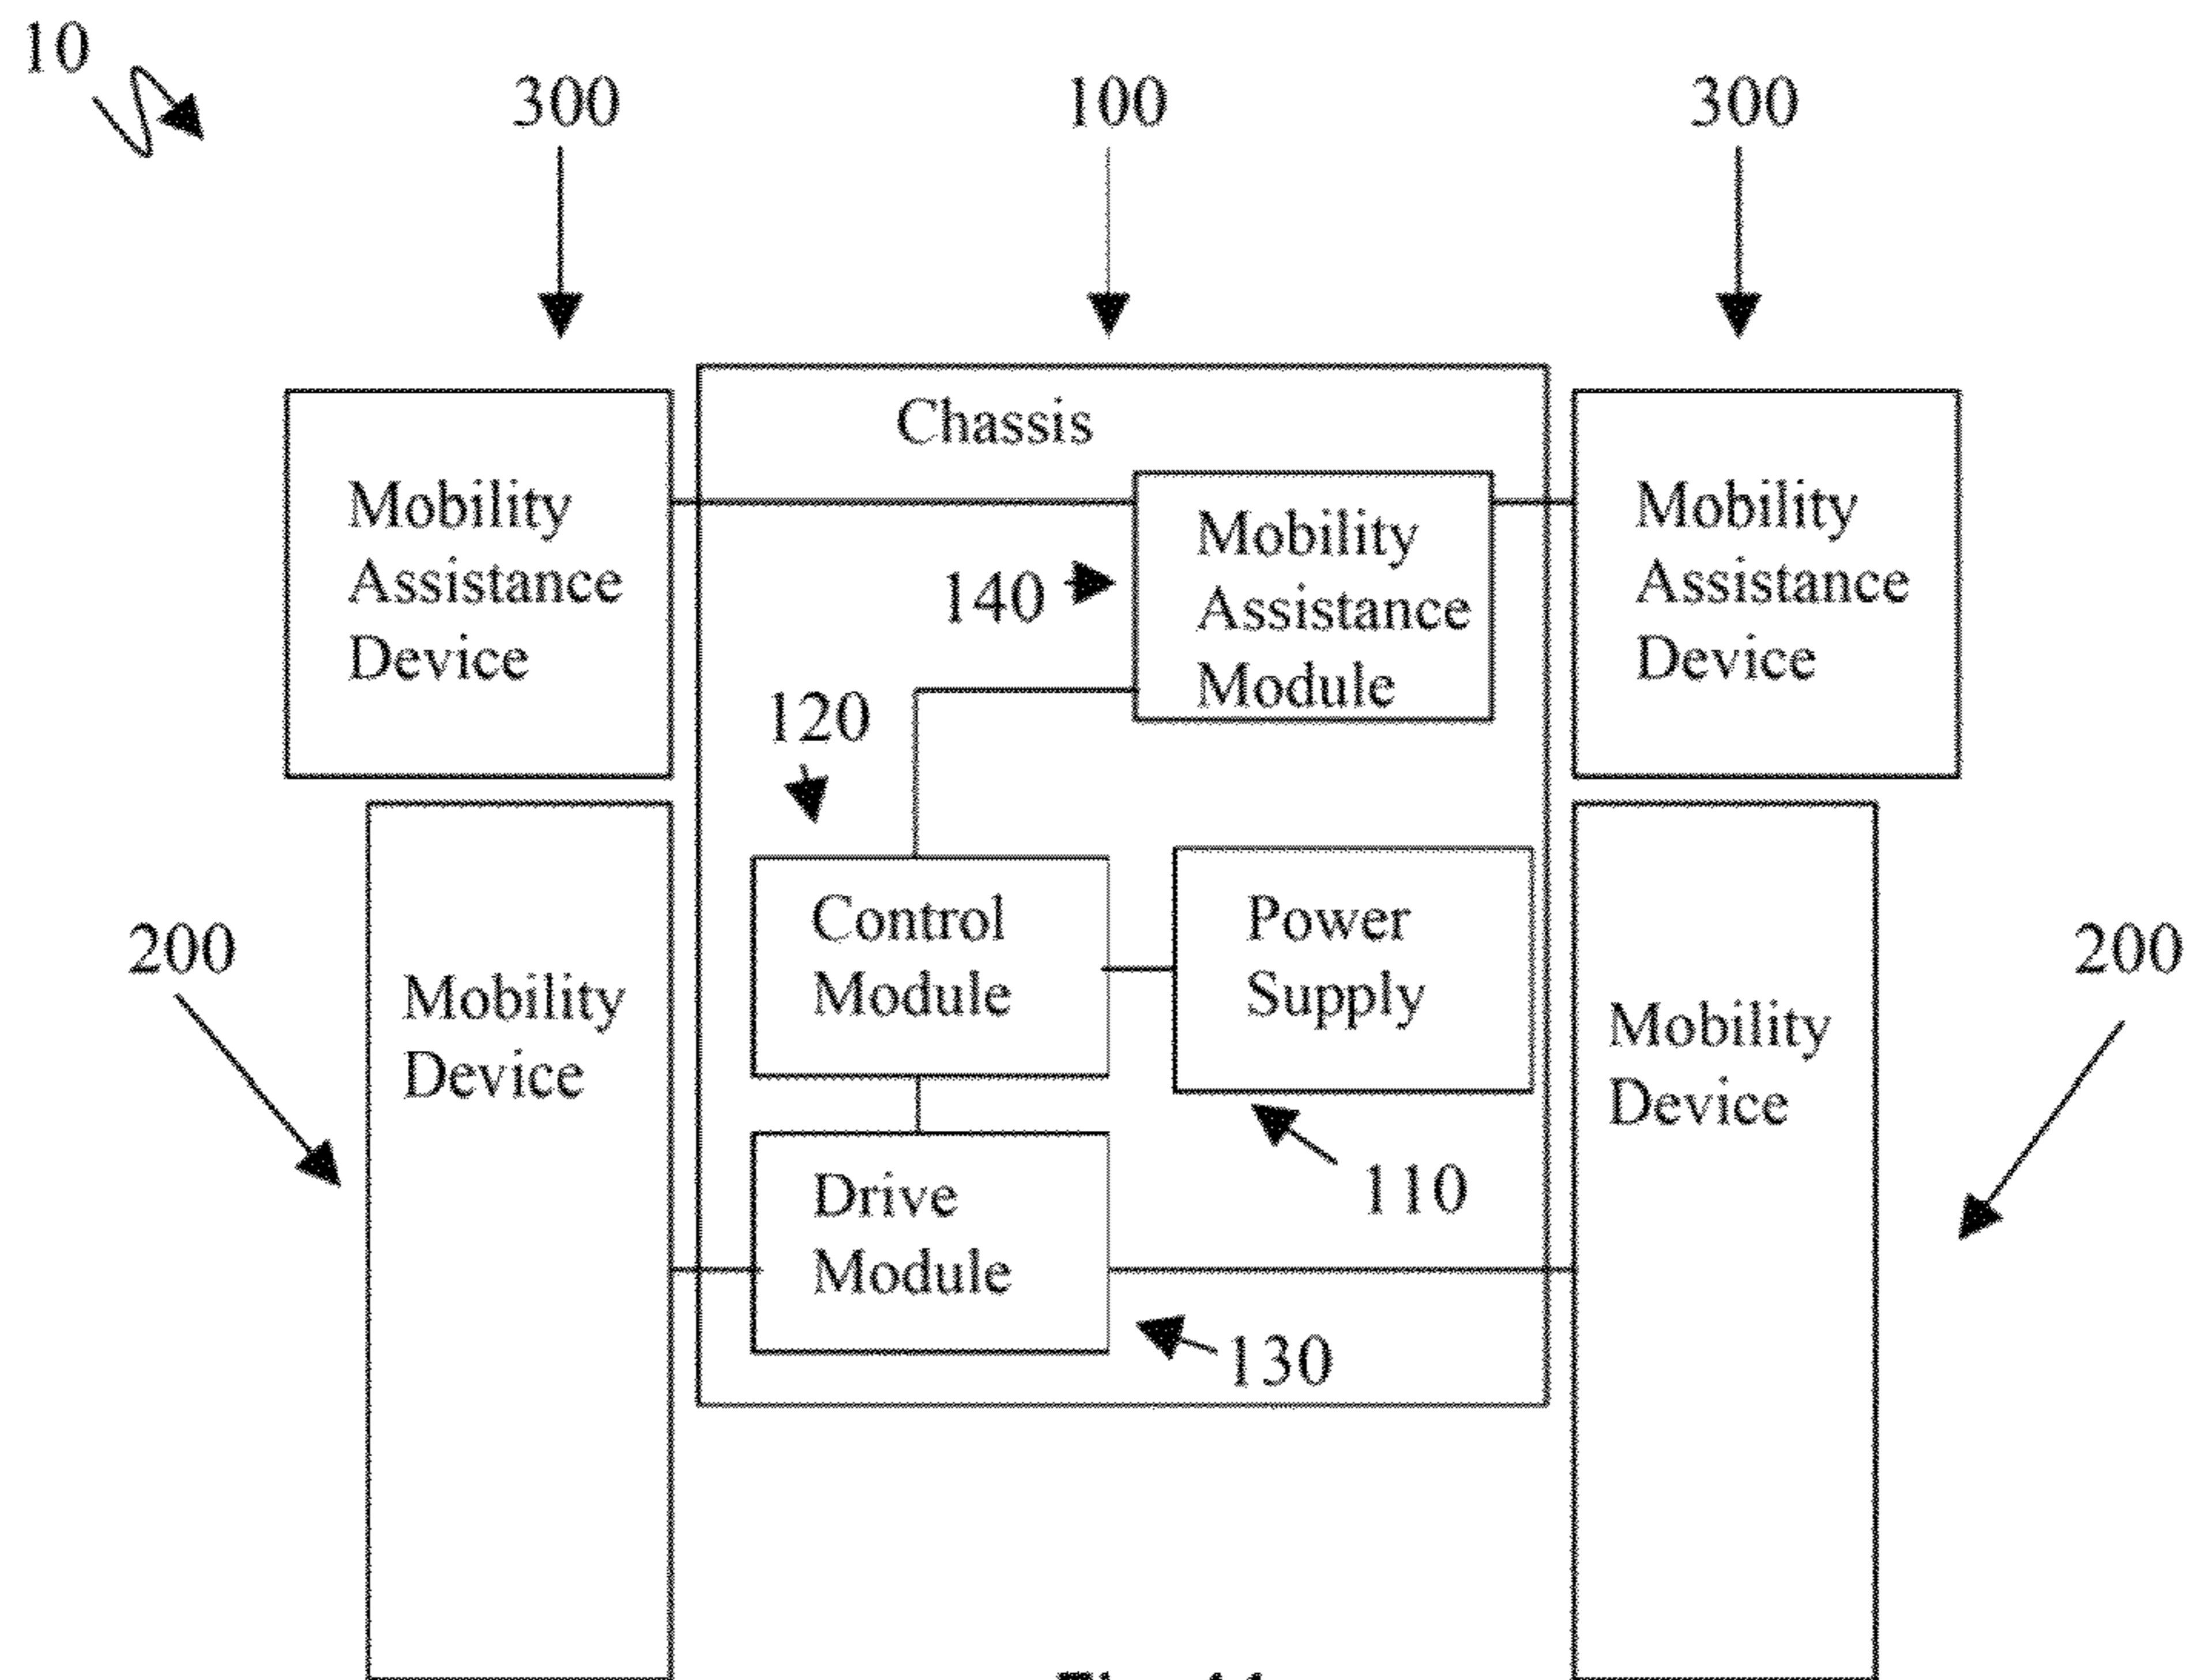 10
300
100
300
Chassis
Mobility
Assistance
Device
Mobility
Assistance
Module
140
Mobility
Assistance
Device
120
Control
Module
Power
Supply
200
Mobility
Device
200
Mobility
Device
110
Drive
Module
130